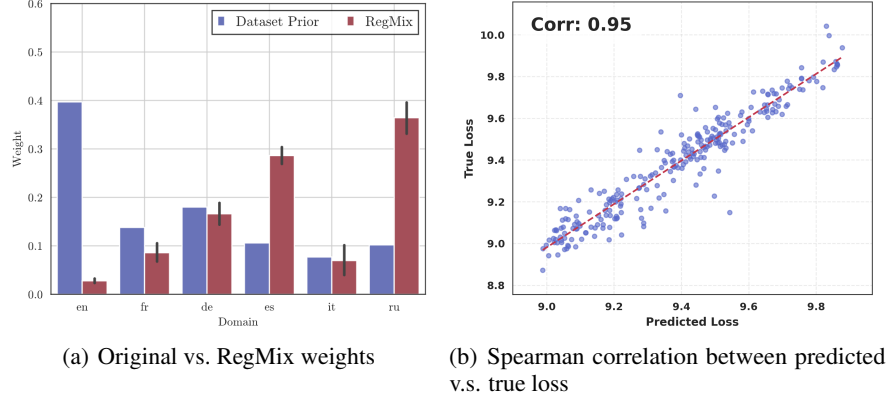 Dataset Prior RegMix
0.6
0.5
0.4
0.3
0.2
0.1
0.0
Weight
en fr de es it ru
Domain
(a) Original vs. RegMix weights
Corr: 0.95
10.0
9.8
9.6
9.4
9.2
9.0
8.8
True Loss
9.0 9.2 9.4 9.6 9.8
Predicted Loss
(b) Spearman correlation between predicted
v.s. true loss